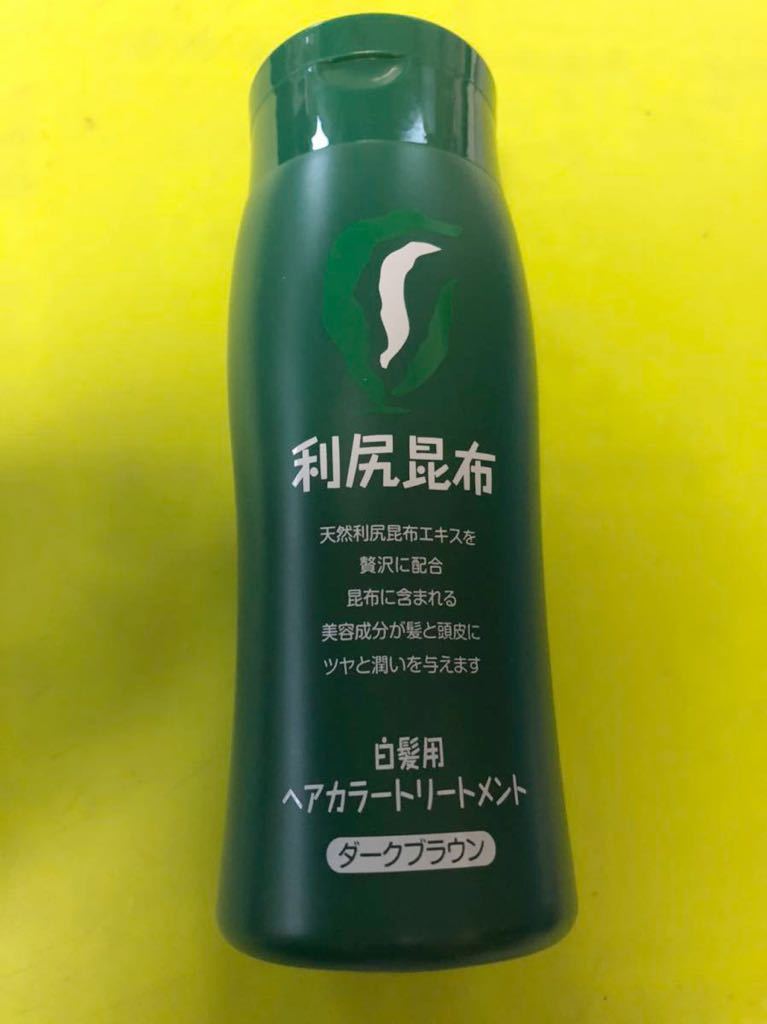 利尻昆布
天然利尻昆布エキスを
贅沢に配合
昆布に含まれる
美容成分が髪と頭皮に
ツヤと潤いを与えます
白髪用
ヘアカラートリートメント
ダークブラウン